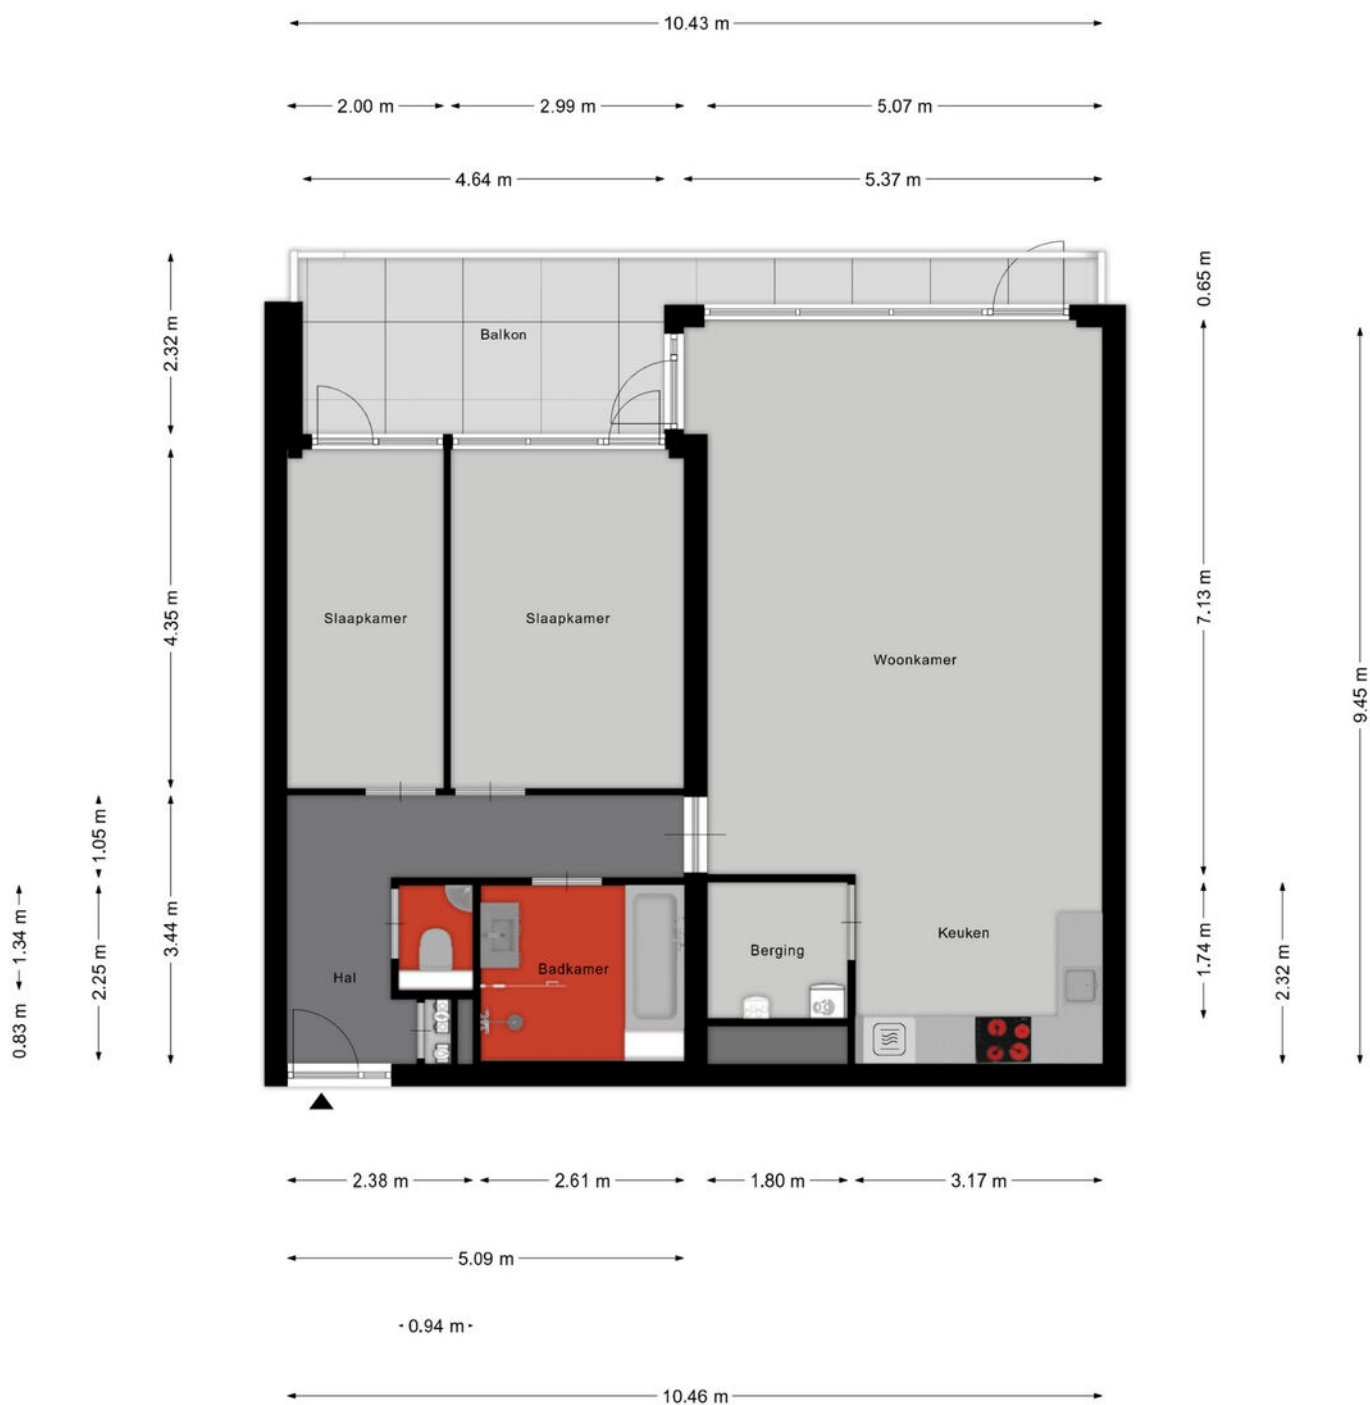 10.43 m
2.00 m
2.99 m
5.07 m
4.64 m
5.37 m
0.65 m
2.32 m
Balkon
4.35 m
Slaapkamer
Slaapkamer
7.13 m
Woonkamer
9.45 m
1.05 m
1.34 m
2.25 m
3.44 m
0.83 m
Hal
Badkamer
Berging
Keuken
1.74 m
2.32 m
2.38 m
2.61 m
1.80 m
3.17 m
5.09 m
0.94 m
10.46 m